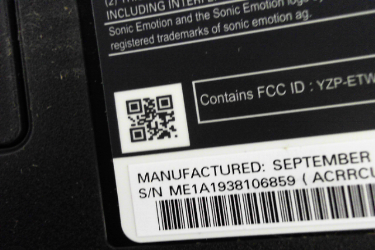 INCLUDING INTERF
Sonic Emotion and the Sonic Emotion logo
registered trademarks of sonic emotion ag.
Contains FCC ID : YZP-ETW
MANUFACTURED: SEPTEMBER
S/N ME1A1938106859 ( ACRRCU